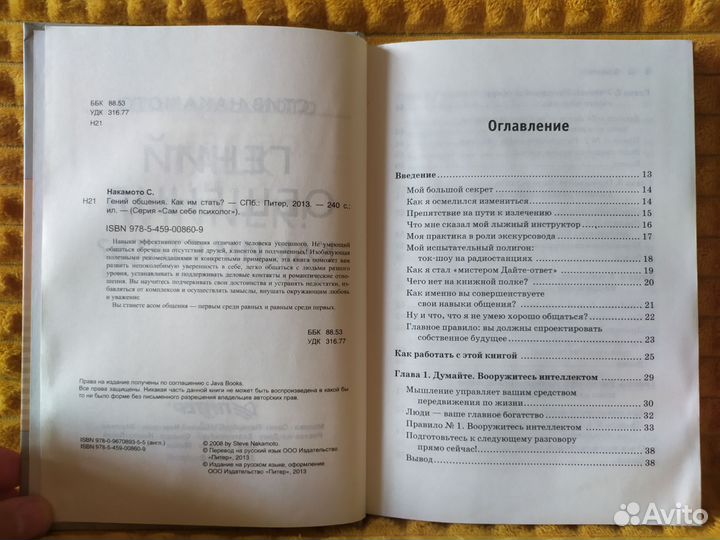 ББК 88.53
УДК 316.77
Н21
Накамото С.
Н21 Гений общения. Как им стать? — СПб.: Питер, 2013. — 240 с.:
ил. — (Серия «Сам себе психолог»).
ISBN 978-5-459-00860-9
Навыки эффективного общения отличают человека успешного. Не умеющий
общаться обречен на отсутствие друзей, клиентов и подчиненных! Изобилующая
полезными рекомендациями и конкретными примерами, эта книга поможет вам
развить непоколебимую уверенность в себе, легко общаться с людьми разного
уровня, устанавливать и поддерживать деловые контакты и романтические отношения.
Вы научитесь подчеркивать свои достоинства и устранять недостатки, избавляться
от комплексов и осуществлять замыслы, внушать окружающим любовь
и уважение.
Вы станете асом общения — первым среди равных и равным среди первых.
ББК 88.53
УДК 316.77
Права на издание получены по соглашению с Java Books.
Все права защищены. Никакая часть данной книги не может быть воспроизведена в какой бы
то ни было форме без письменного разрешения владельцев авторских прав.
ISBN 978-0-9670893-5-5 (англ.)
ISBN 978-5-459-00860-9
© 2008 by Steve Nakamoto
© Перевод на русский язык ООО Издательство
«Питер», 2013
© Издание на русском языке, оформление
ООО Издательство «Питер», 2013
Оглавление
Введение 13
Мой большой секрет 14
Как я осмелился измениться 14
Препятствие на пути к излечению 15
Что мне сказал мой лыжный инструктор 16
Моя практика в роли экскурсовода 17
Мой испытательный полигон:
ток-шоу на радиостанциях 18
Как я стал «мистером Дайте-ответ» 19
Чего нет на книжной полке? 20
Как именно вы совершенствуете
свои навыки общения? 21
Ну и что, что я не умею хорошо общаться? 22
Главное правило: вы должны спроектировать
собственное будущее 23
Как работать с этой книгой 25
Глава 1. Думайте. Вооружитесь интеллектом 29
Мышление управляет вашим средством
передвижения по жизни 30
Люди — ваше главное богатство 32
Правило № 1. Вооружитесь интеллектом 33
Подготовьтесь к следующему разговору
прямо сейчас! 38
Вывод 38
Avito